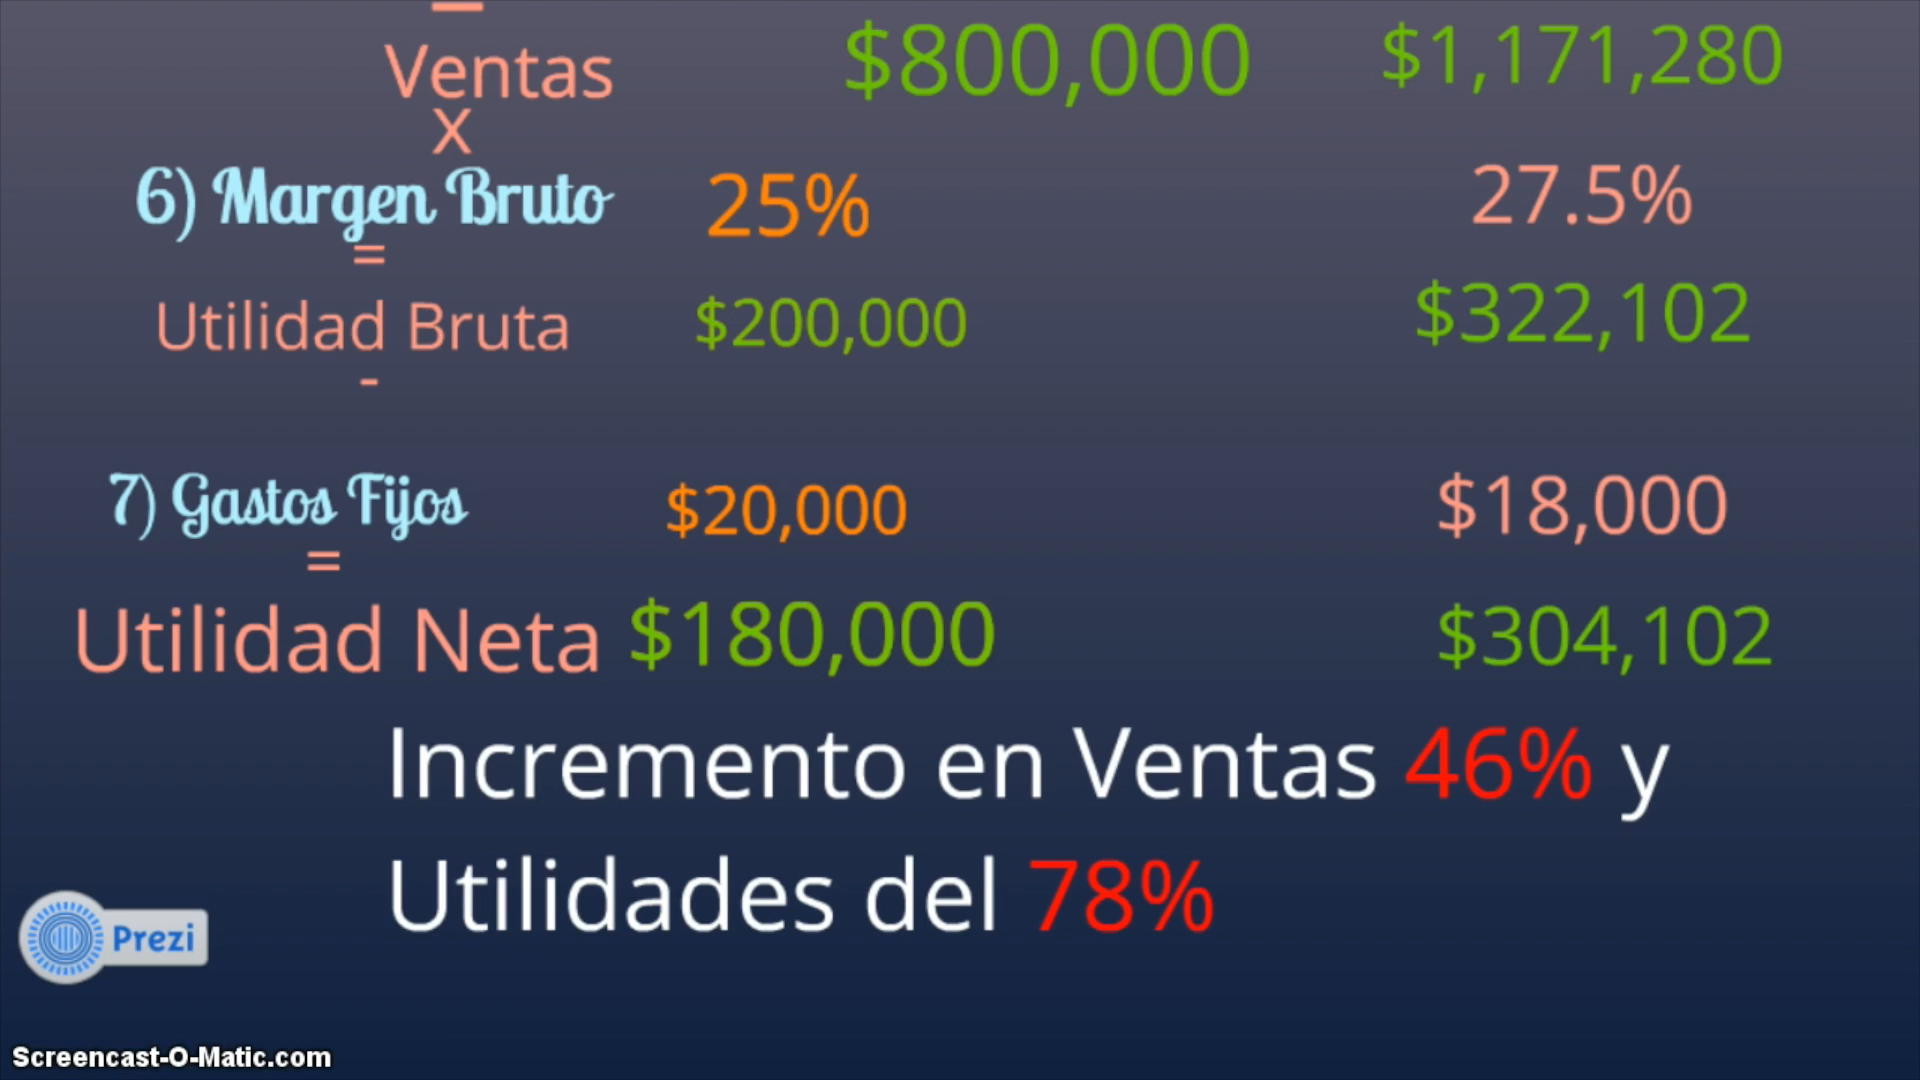 Ventas $800,000 $1,171,280
x
6) Margen Bruto 25% 27.5%
=
Utilidad Bruta $200,000 $322,102
-
7) Gastos Fijos $20,000 $18,000
=
Utilidad Neta $180,000 $304,102
Incremento en Ventas 46% y
Utilidades del 78%
Prezi
Screencast-O-Matic.com